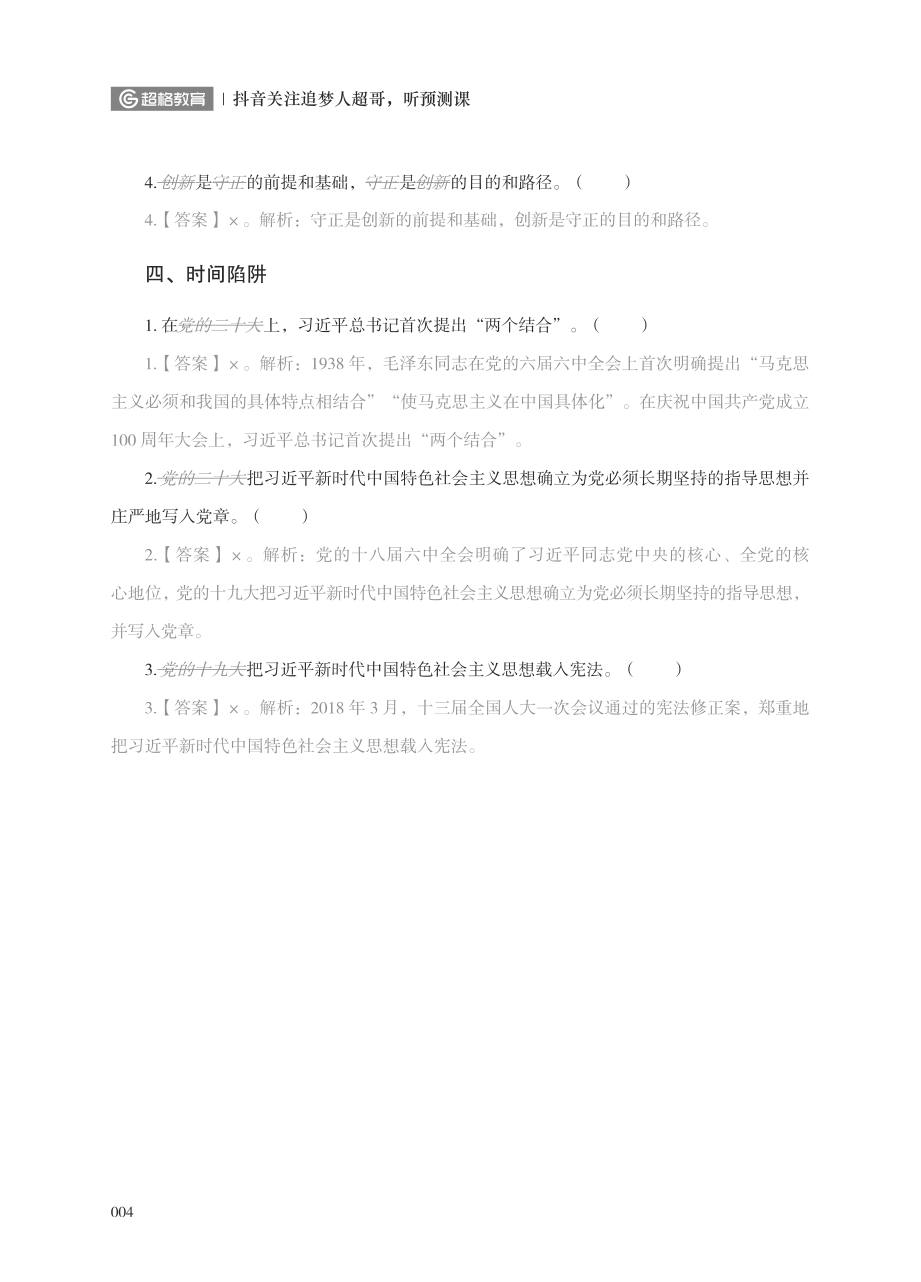 超格教育 | 抖音关注追梦人超哥，听预测课
4.创新是守正的前提和基础，守正是创新的目的和路径。（　　）
4.【答案】×。解析：守正是创新的前提和基础，创新是守正的目的和路径。
四、时间陷阱
1.在党的二十大上，习近平总书记首次提出“两个结合”。（　　）
1.【答案】×。解析：1938 年，毛泽东同志在党的六届六中全会上首次明确提出“马克思
主义必须和我国的具体特点相结合”“使马克思主义在中国具体化”。在庆祝中国共产党成立
100 周年大会上，习近平总书记首次提出“两个结合”。
2.党的二十大把习近平新时代中国特色社会主义思想确立为党必须长期坚持的指导思想并
庄严地写入党章。（　　）
2.【答案】×。解析：党的十八届六中全会明确了习近平同志党中央的核心、全党的核
心地位，党的十九大把习近平新时代中国特色社会主义思想确立为党必须长期坚持的指导思想，
并写入党章。
3.党的十九大把习近平新时代中国特色社会主义思想载入宪法。（　　）
3.【答案】×。解析：2018 年 3 月，十三届全国人大一次会议通过的宪法修正案，郑重地
把习近平新时代中国特色社会主义思想载入宪法。
004